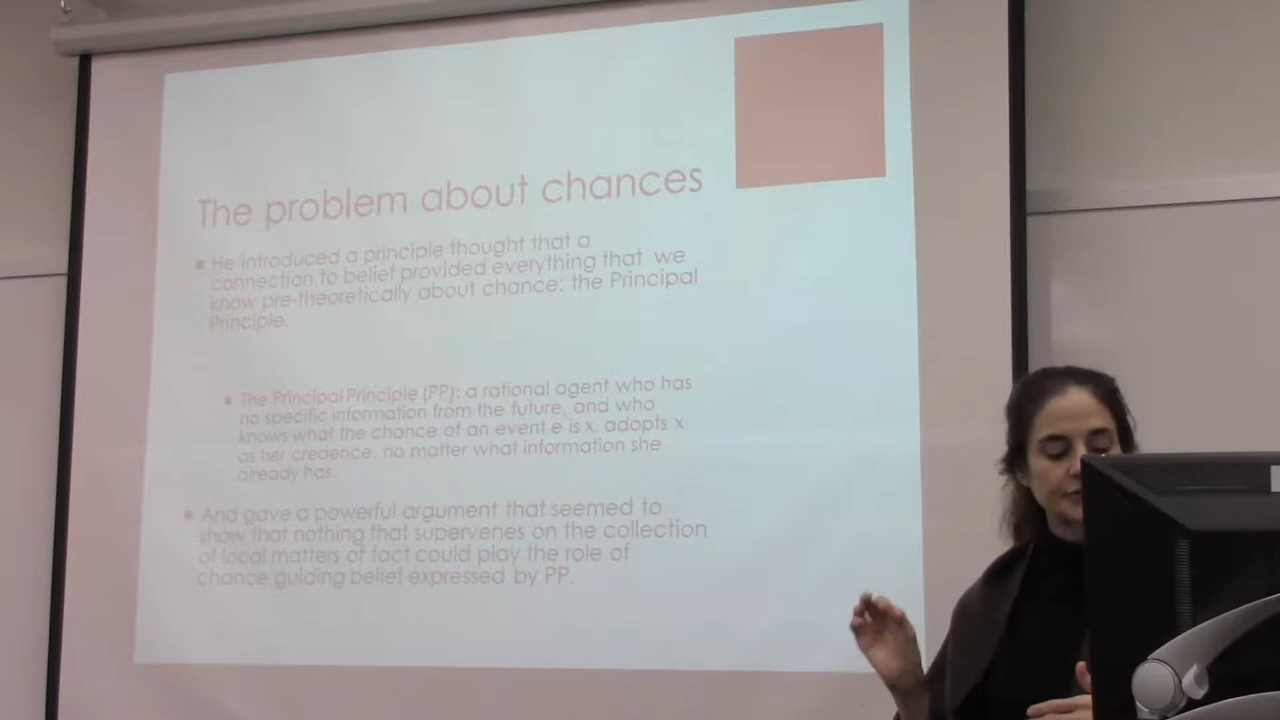 The problem about chances
He introduced a principle thought that a
connection to belief provided everything that we
know pre-theoretically about chance: the Principal
Principle.
The Principal Principle (PP): a rational agent who has
no specific information from the future, and who
knows what the chance of an event e is x, adopts x
as her credence, no matter what information she
already has.
And gave a powerful argument that seemed to
show that nothing that supervenes on the collection
of local matters of fact could play the role of
chance guiding belief expressed by PP.